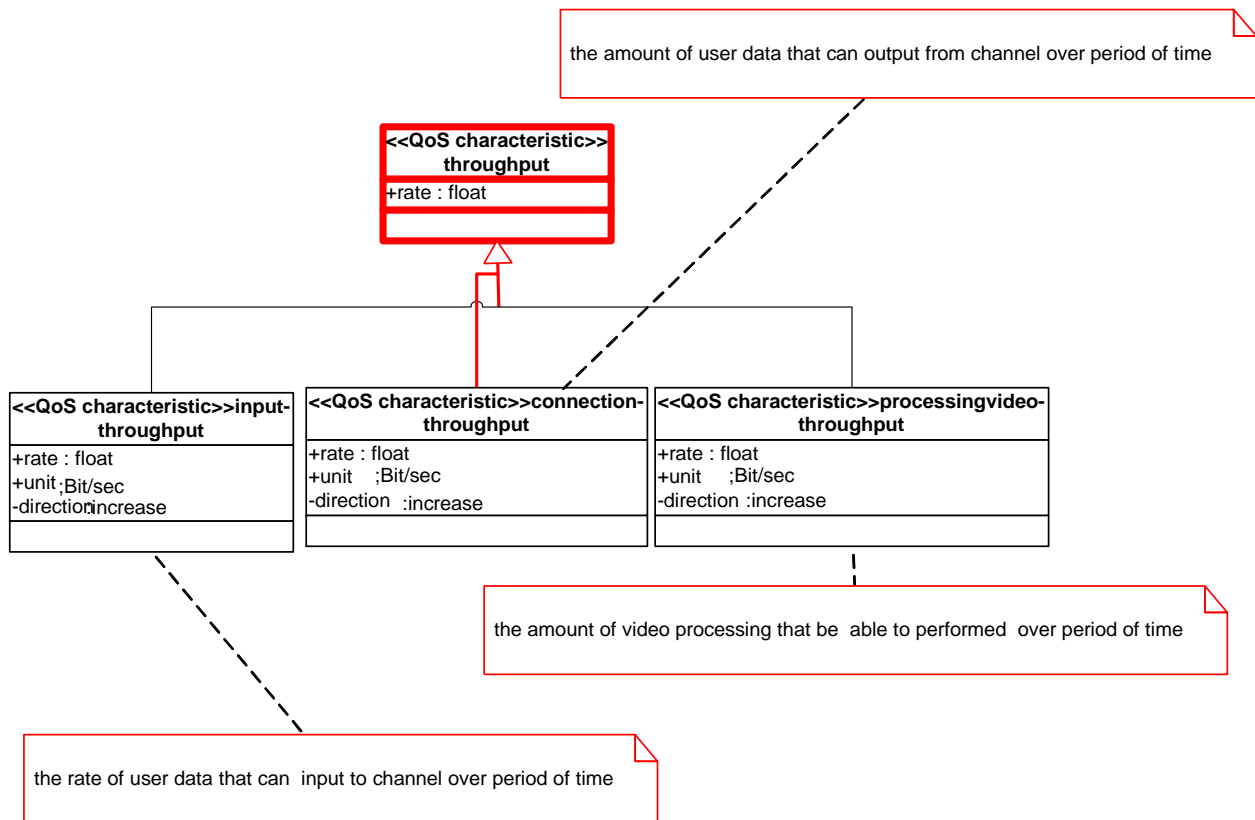 the amount of user data that can output from channel over period of time
<<QoS characteristic>>
throughput
+rate : float
<<QoS characteristic>>input-
throughput
+rate : float
+unit ;Bit/sec
-direction :increase
<<QoS characteristic>>connection-
throughput
+rate : float
+unit ;Bit/sec
-direction :increase
<<QoS characteristic>>processingvideo-
throughput
+rate : float
+unit ;Bit/sec
-direction :increase
the amount of video processing that be able to performed over period of time
the rate of user data that can input to channel over period of time